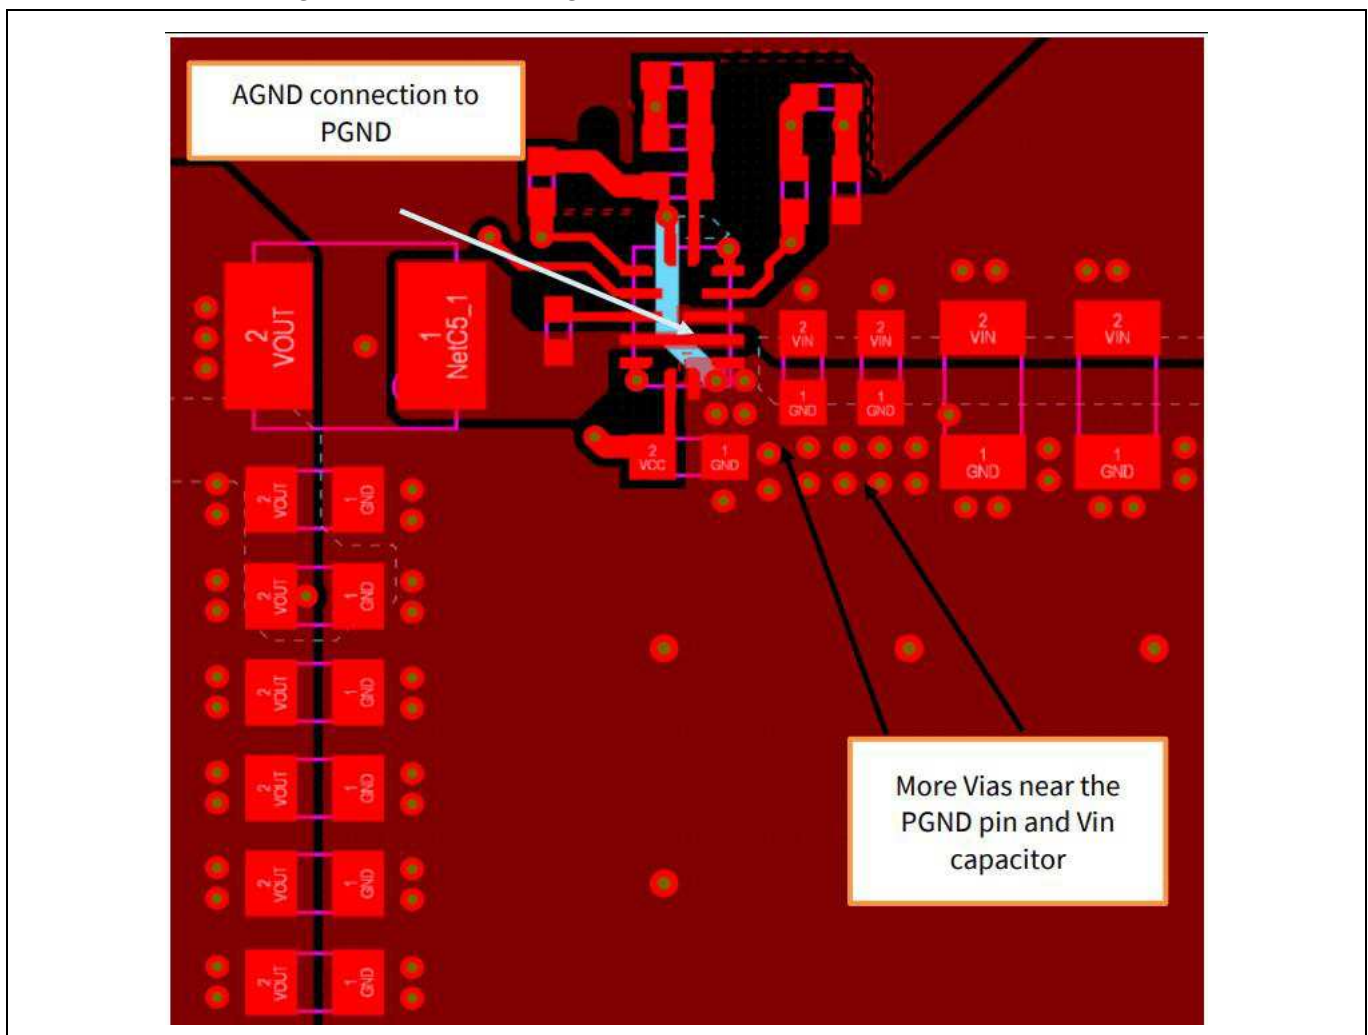 AGND connection to
PGND
2
VOUT
1
NetC5_1
2
VIN
2
VIN
2
VIN
2
VIN
1
GND
1
GND
1
GND
1
GND
2
VCC
1
GND
2
VOUT
1
GND
2
VOUT
1
GND
2
VOUT
1
GND
2
VOUT
1
GND
2
VOUT
1
GND
2
VOUT
1
GND
More Vias near the
PGND pin and Vin
capacitor